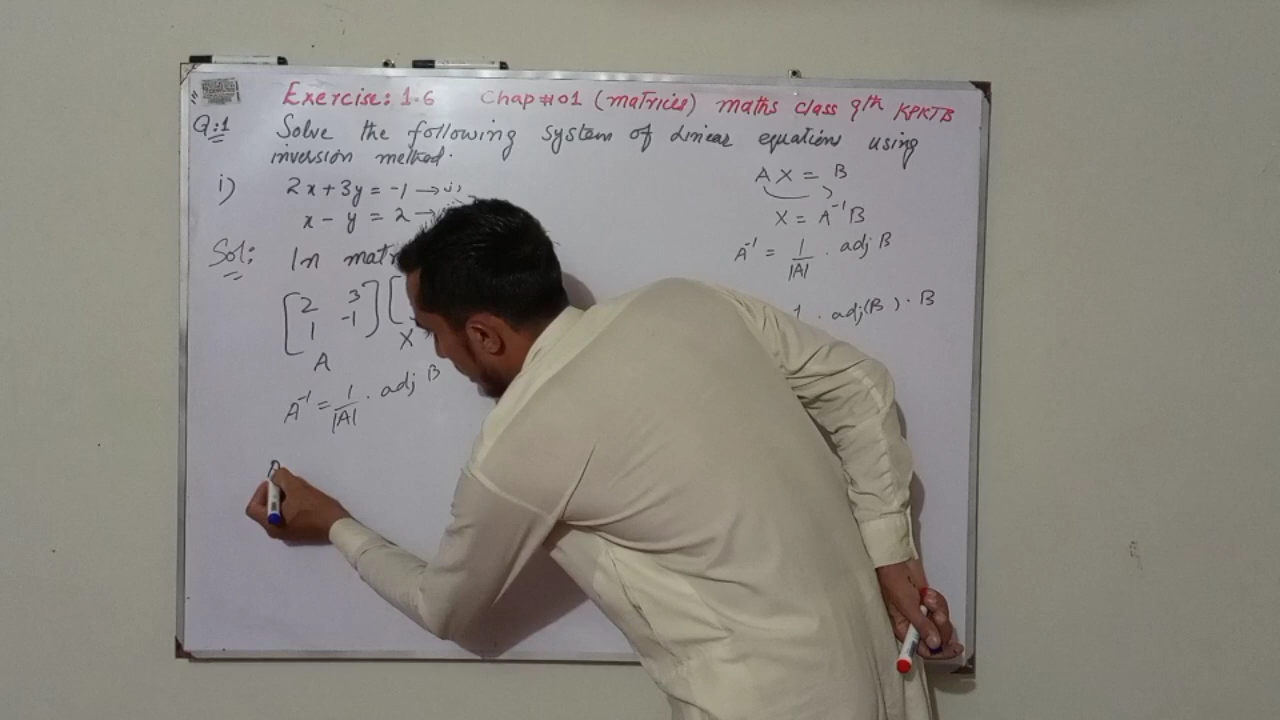 Exercise: 1.6 Chap#01 (matrices) maths class 9th KPKTB
Q:1 Solve the following system of linear equation using
inversion method.
i) 2x+3y = -1 → i)
x - y = 2 →
Sol: In matr
[2 3
1 -1] [
A X
A⁻¹ = 1/|A| . adj B
AX = B
X = A⁻¹B
A⁻¹ = 1/|A| . adj B
1 . adj(B) . B